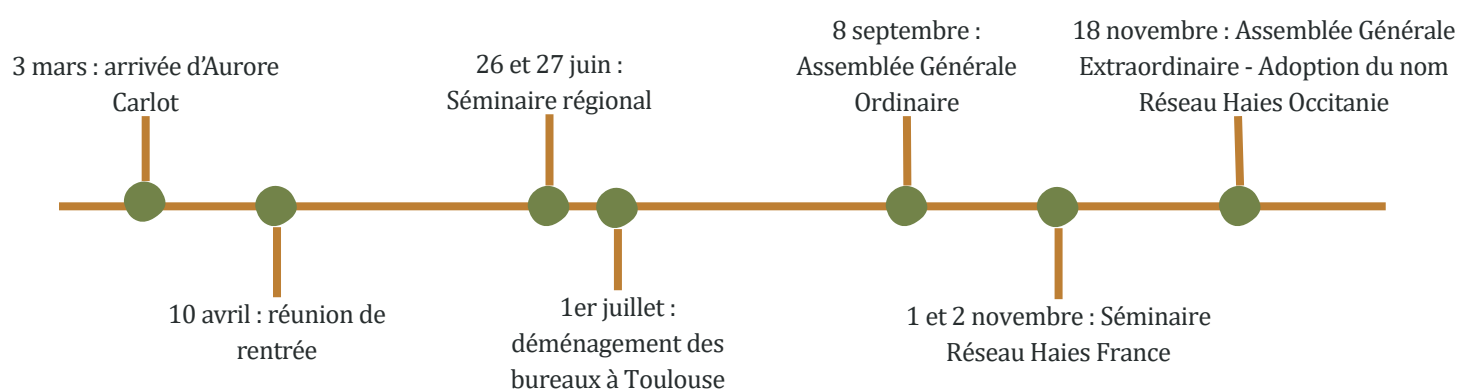 3 mars : arrivée d'Aurore
Carlot
10 avril : réunion de
rentrée
26 et 27 juin :
Séminaire régional
1er juillet :
déménagement des
bureaux à Toulouse
8 septembre :
Assemblée Générale
Ordinaire
1 et 2 novembre : Séminaire
Réseau Haies France
18 novembre : Assemblée Générale
Extraordinaire - Adoption du nom
Réseau Haies Occitanie